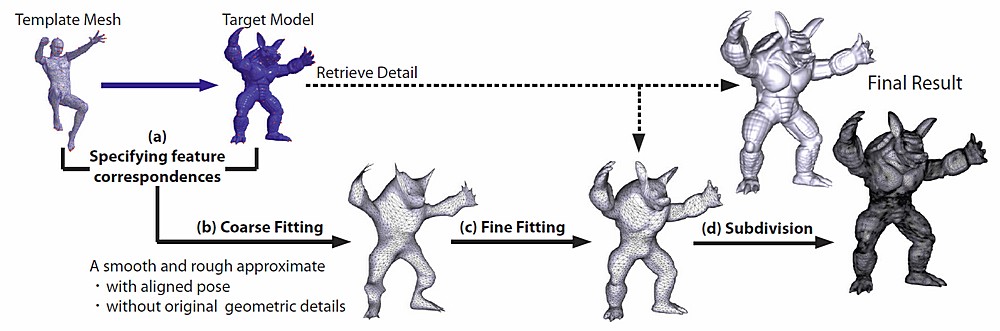 Template Mesh
Target Model
Retrieve Detail
Final Result
(a)
Specifying feature
correspondences
(b) Coarse Fitting
(c) Fine Fitting
(d) Subdivision
A smooth and rough approximate
・with aligned pose
・without original geometric details